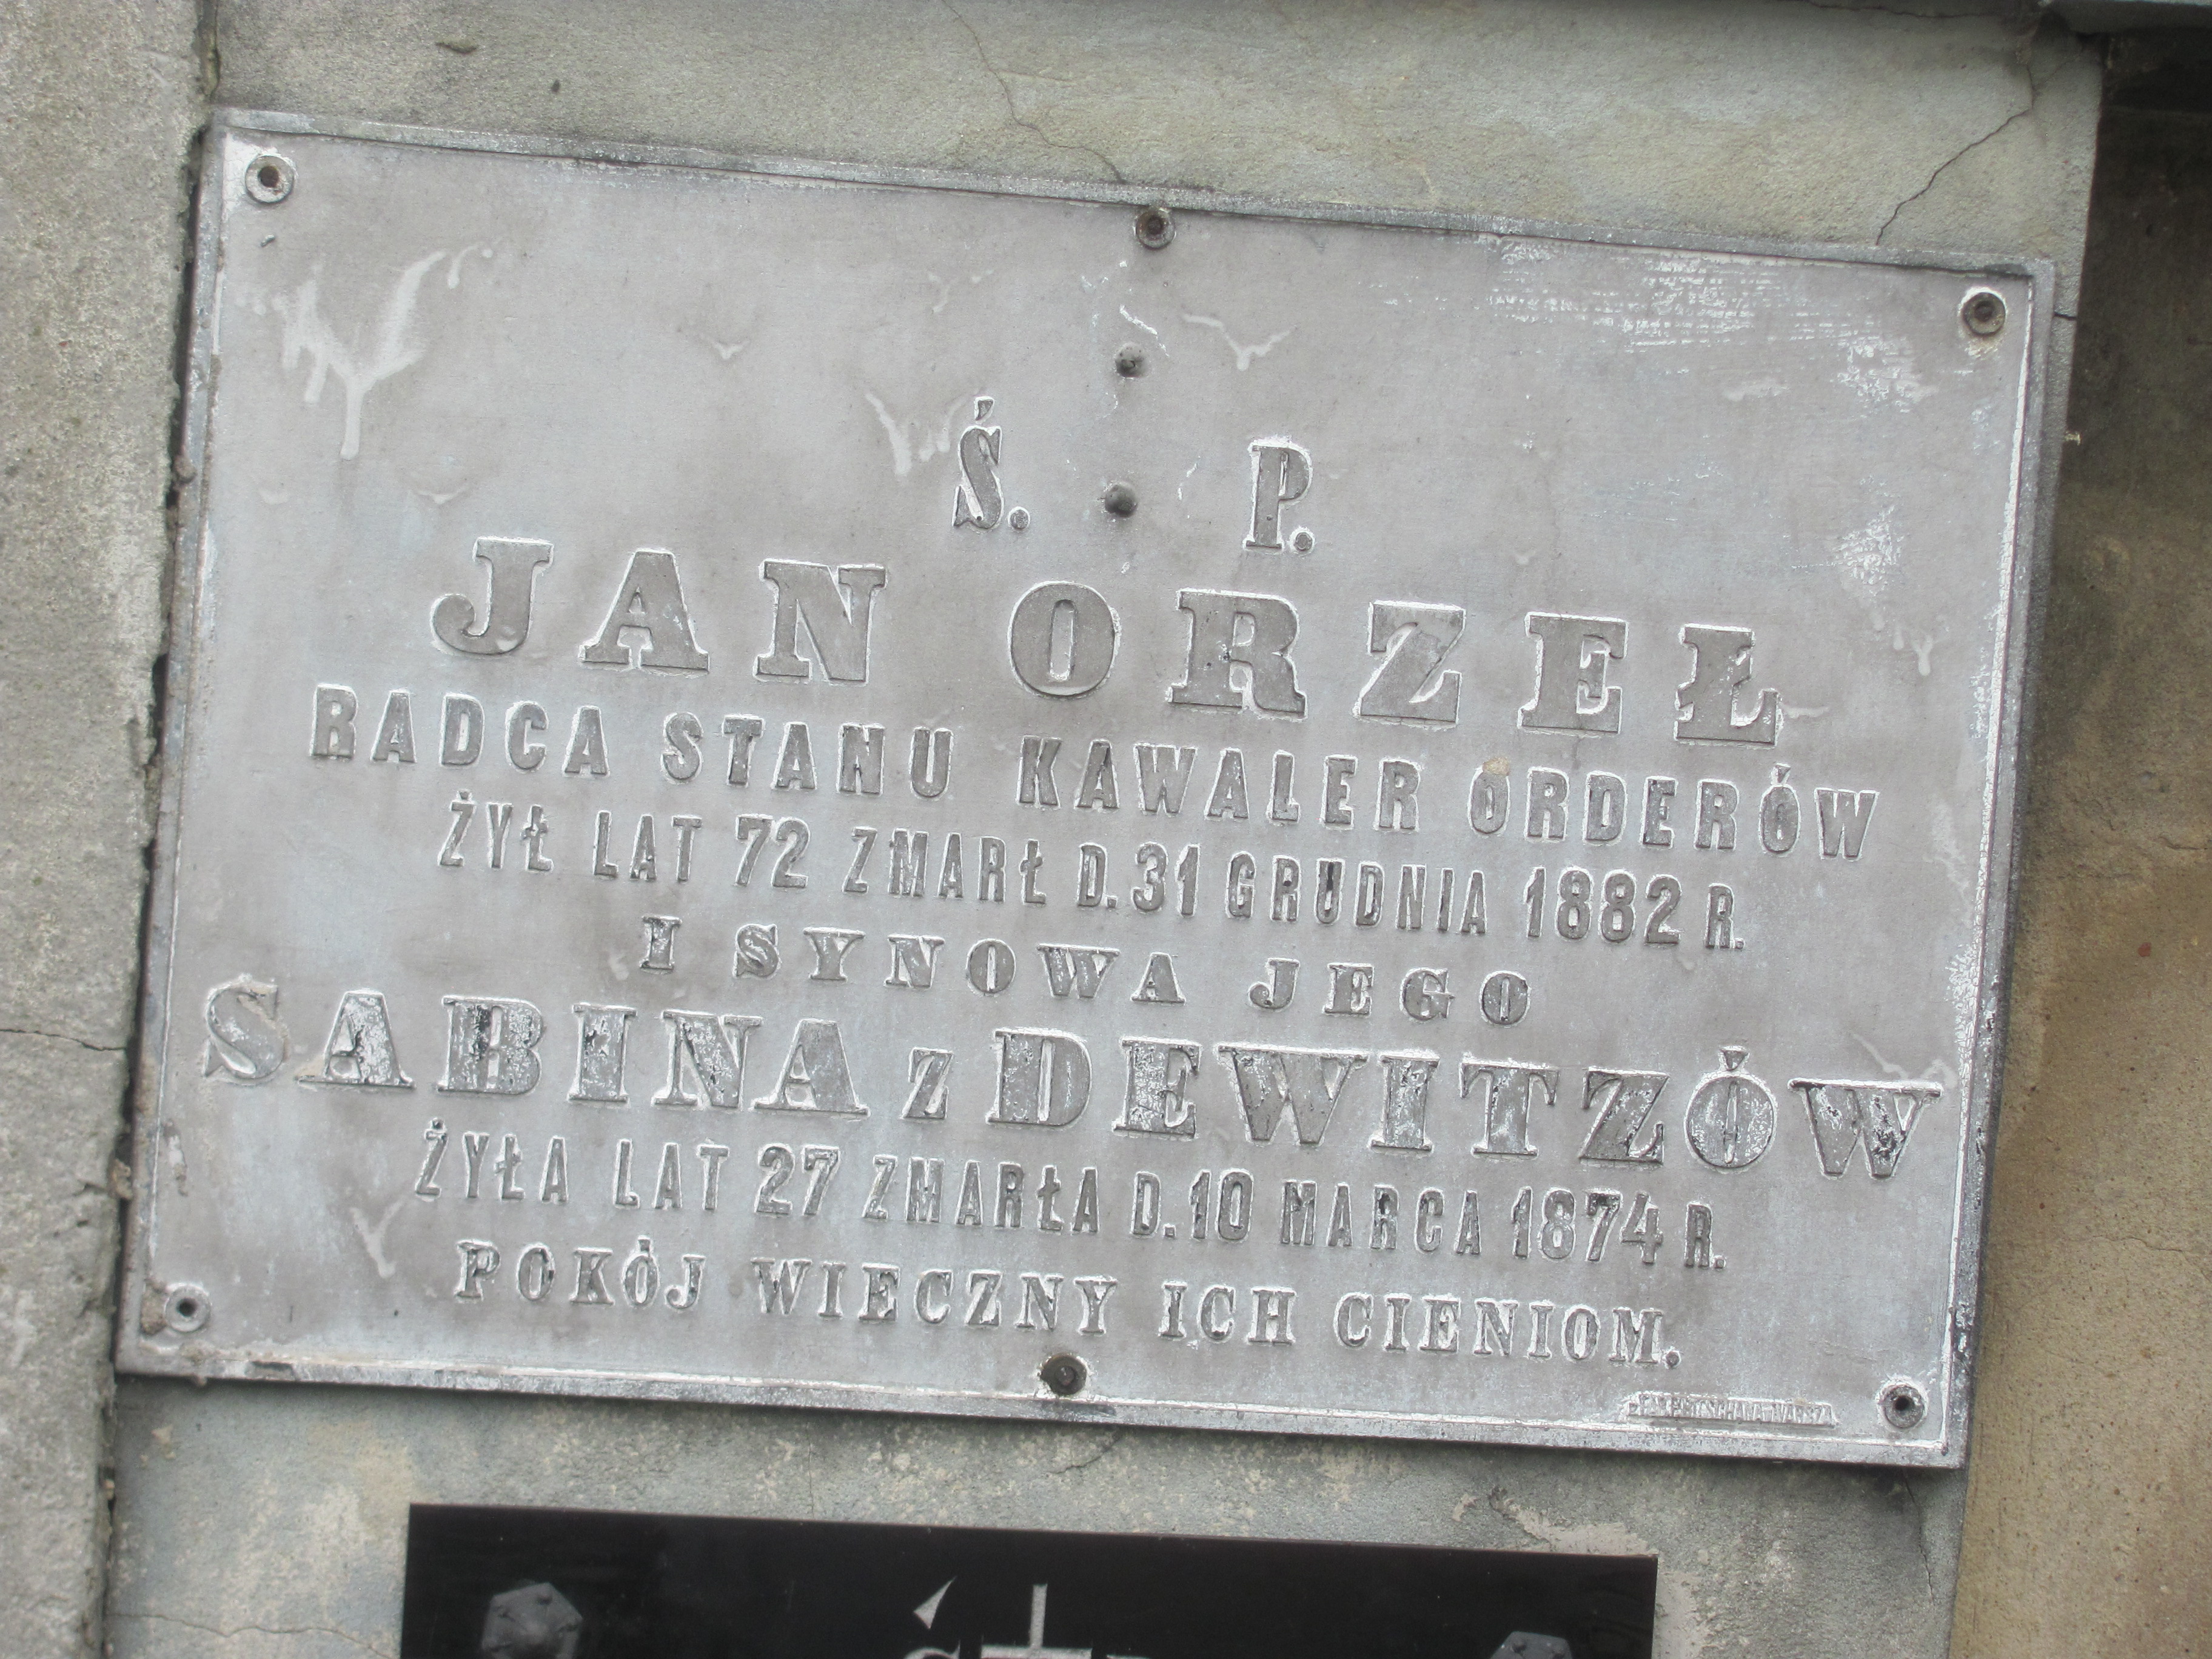 Ś. P.
JAN ORZEŁ
RADCA STANU KAWALER ORDERÓW
ŻYŁ LAT 72 ZMARŁ D. 31 GRUDNIA 1882 R.
I SYNOWA JEGO
SABINA Z DEWITZÓW
ŻYŁA LAT 27 ZMARŁA D. 10 MARCA 1874 R.
POKÓJ WIECZNY ICH CIENIOM.